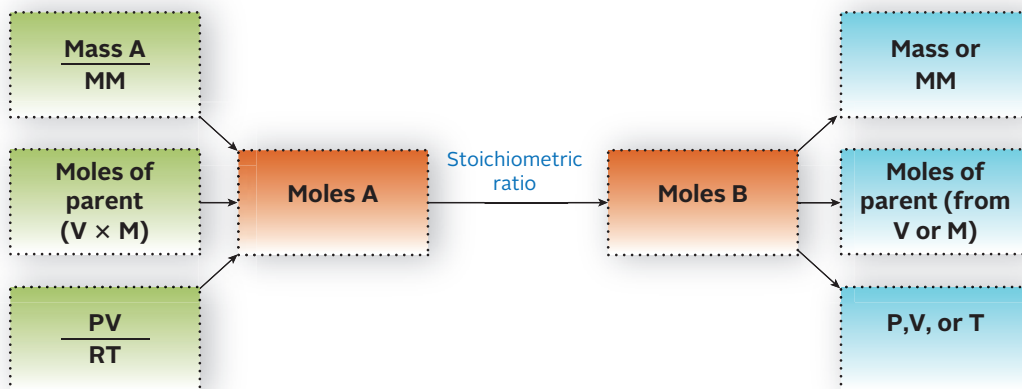 Mass A
MM
Moles of
parent
(V × M)
PV
RT
Moles A
Stoichiometric
ratio
Moles B
Mass or
MM
Moles of
parent (from
V or M)
P,V, or T